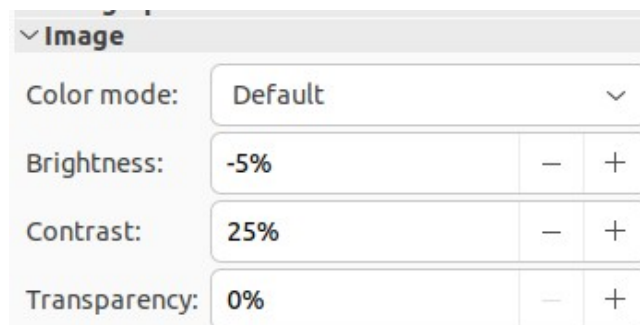 Image
Color mode: Default
Brightness: -5% − +
Contrast: 25% − +
Transparency: 0% − +